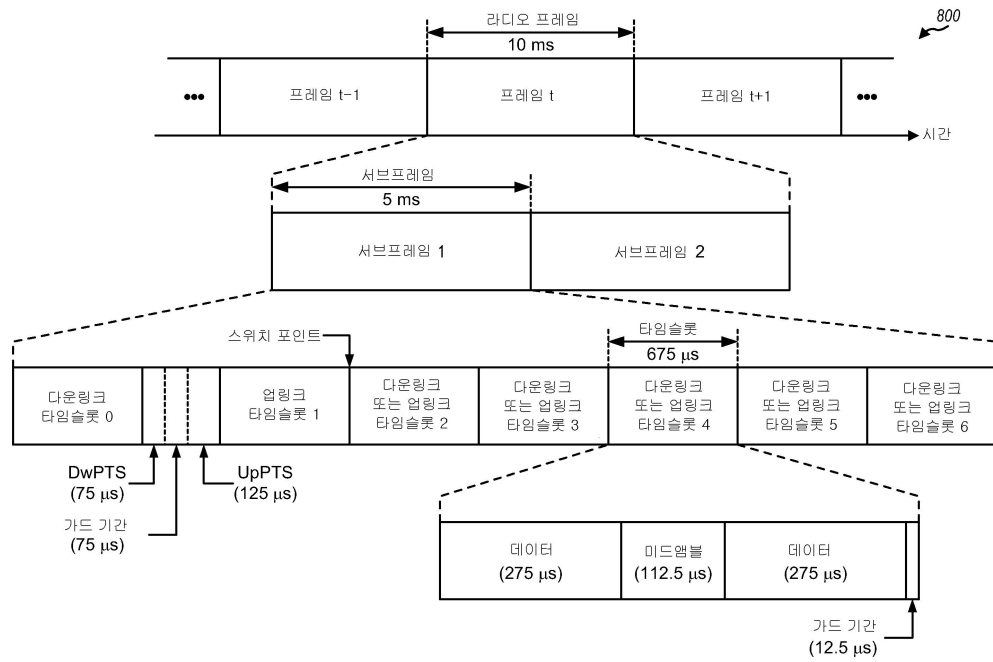 800
라디오 프레임
10 ms
••• 프레임 t-1 프레임 t 프레임 t+1 •••
시간
서브프레임
5 ms
서브프레임 1 서브프레임 2
스위치 포인트
타임슬롯
675 μs
다운링크
타임슬롯 0
업링크
타임슬롯 1
다운링크
또는 업링크
타임슬롯 2
다운링크
또는 업링크
타임슬롯 3
다운링크
또는 업링크
타임슬롯 4
다운링크
또는 업링크
타임슬롯 5
다운링크
또는 업링크
타임슬롯 6
DwPTS
(75 μs)
UpPTS
(125 μs)
가드 기간
(75 μs)
데이터
(275 μs)
미드앰블
(112.5 μs)
데이터
(275 μs)
가드 기간
(12.5 μs)